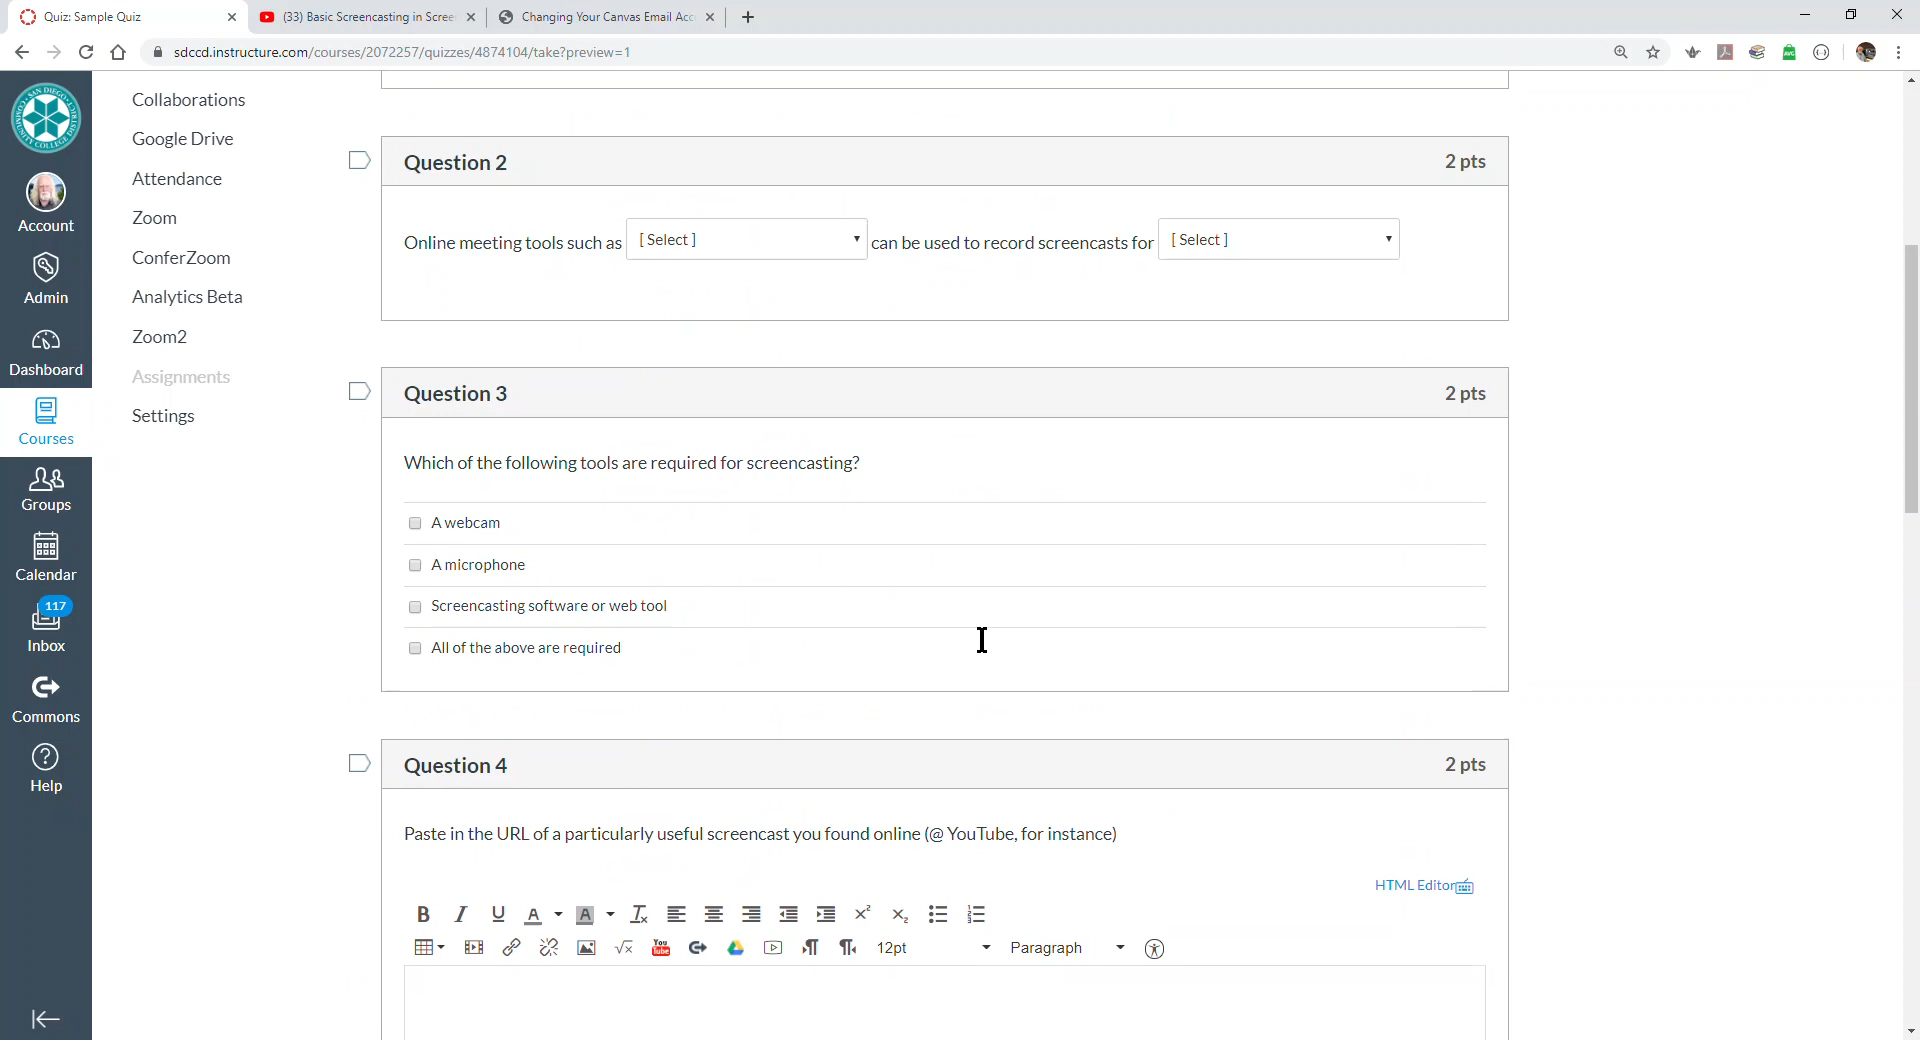 Quiz: Sample Quiz
(33) Basic Screencasting in Scree
Changing Your Canvas Email Acc
sdccd.instructure.com/courses/2072257/quizzes/4874104/take?preview=1
SAN DIEGO
COMMUNITY COLLEGE DISTRICT
Account
Admin
Dashboard
Courses
Groups
Calendar
117
Inbox
Commons
Help
Collaborations
Google Drive
Attendance
Zoom
ConferZoom
Analytics Beta
Zoom2
Assignments
Settings
Question 2
2 pts
Online meeting tools such as [ Select ] can be used to record screencasts for [ Select ]
Question 3
2 pts
Which of the following tools are required for screencasting?
A webcam
A microphone
Screencasting software or web tool
All of the above are required
Question 4
2 pts
Paste in the URL of a particularly useful screencast you found online (@ YouTube, for instance)
HTML Editor
12pt
Paragraph